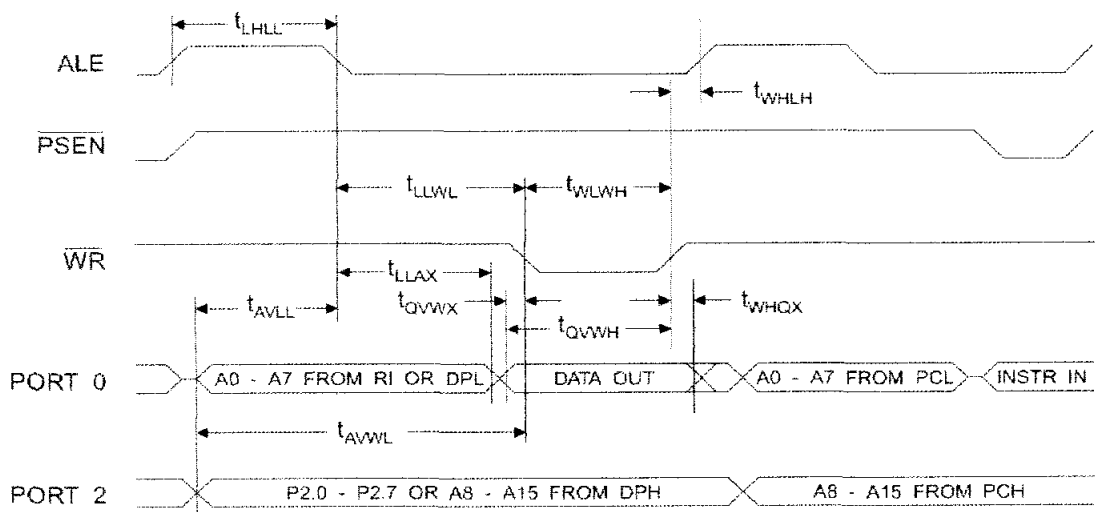 tLHLL
ALE
tWHLH
PSEN
tLLWL
tWLWH
WR
tLLAX
tAVLL
tQVWX
tWHQX
tQVWH
PORT 0
A0 - A7 FROM RI OR DPL
DATA OUT
A0 - A7 FROM PCL
INSTR IN
tAVWL
PORT 2
P2.0 - P2.7 OR A8 - A15 FROM DPH
A8 - A15 FROM PCH